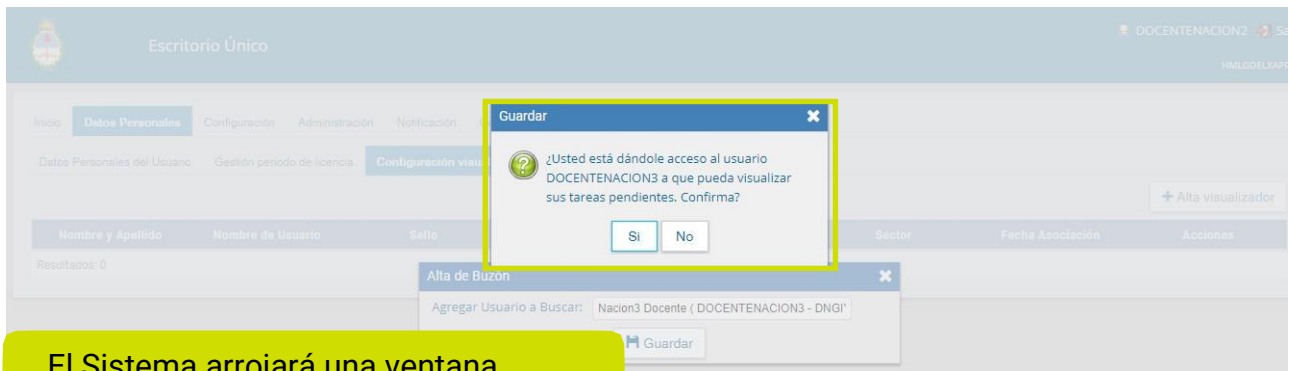 Escritorio Único
DOCENTENACION2
Inicio Datos Personales Configuración Administración Notificación
Datos Personales del Usuario Gestión periodo de licencia
Guardar
¿Usted está dándole acceso al usuario
DOCENTENACION3 a que pueda visualizar
sus tareas pendientes. Confirma?
Si No
Alta visualizador
Nombre y Apellido Nombre de Usuario Sello Sector Fecha Asociación Acciones
Resultados: 0
Alta de Buzón
Agregar Usuario a Buscar: Nacion3 Docente ( DOCENTENACION3 - DNGI'
Guardar
El Sistema arrojará una ventana